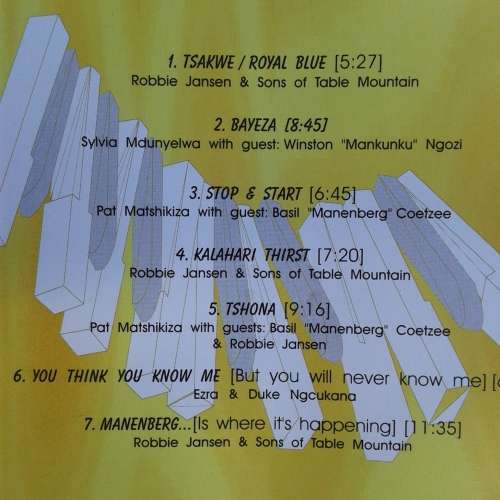 1. TSAKWE / ROYAL BLUE [5:27]
Robbie Jansen & Sons of Table Mountain
2. BAYEZA [8:45]
Sylvia Mdunyelwa with guest: Winston "Mankunku" Ngozi
3. STOP & START [6:45]
Pat Matshikiza with guest: Basil "Manenberg" Coetzee
4. KALAHARI THIRST [7:20]
Robbie Jansen & Sons of Table Mountain
5. TSHONA [9:16]
Pat Matshikiza with guests: Basil "Manenberg" Coetzee
& Robbie Jansen
6. YOU THINK YOU KNOW ME [But you will never know me]
Ezra & Duke Ngcukana
7. MANENBERG...[Is where it's happening] [11:35]
Robbie Jansen & Sons of Table Mountain